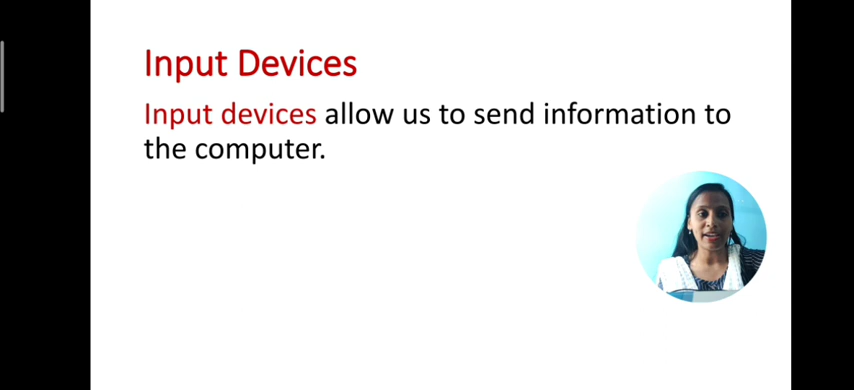 Input Devices
Input devices allow us to send information to
the computer.